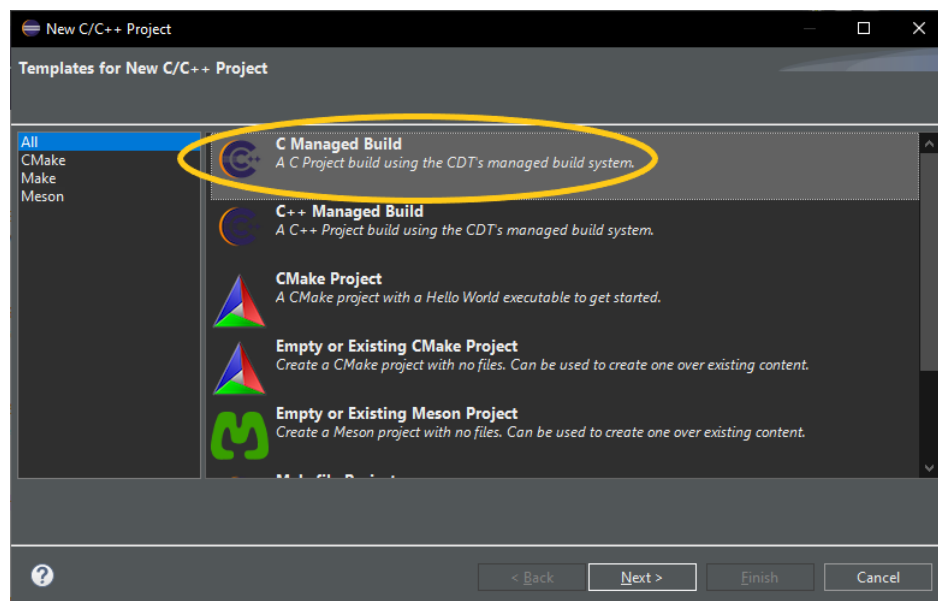 New C/C++ Project
Templates for New C/C++ Project
All
CMake
Make
Meson
C Managed Build
A C Project build using the CDT's managed build system.
C++ Managed Build
A C++ Project build using the CDT's managed build system.
CMake Project
A CMake project with a Hello World executable to get started.
Empty or Existing CMake Project
Create a CMake project with no files. Can be used to create one over existing content.
Empty or Existing Meson Project
Create a Meson project with no files. Can be used to create one over existing content.
< Back
Next >
Finish
Cancel